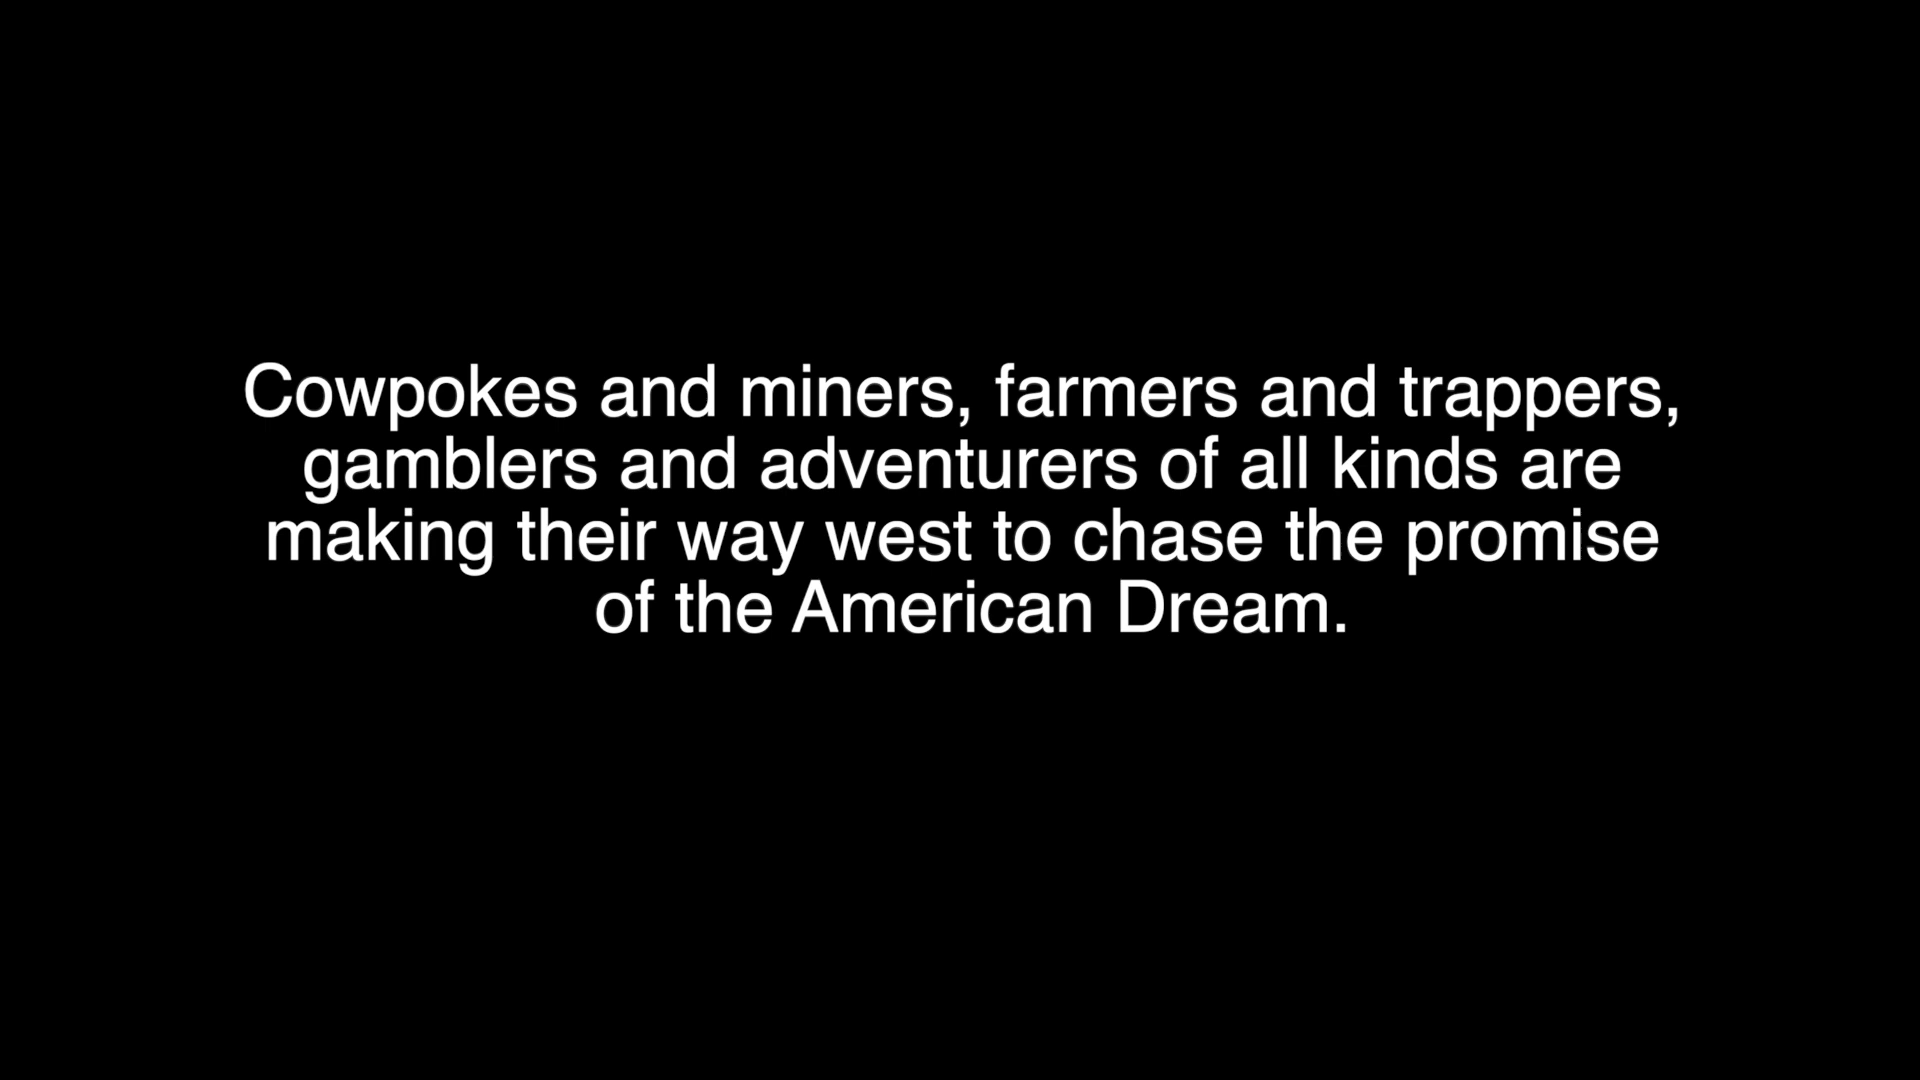 Cowpokes and miners, farmers and trappers,
gamblers and adventurers of all kinds are
making their way west to chase the promise
of the American Dream.